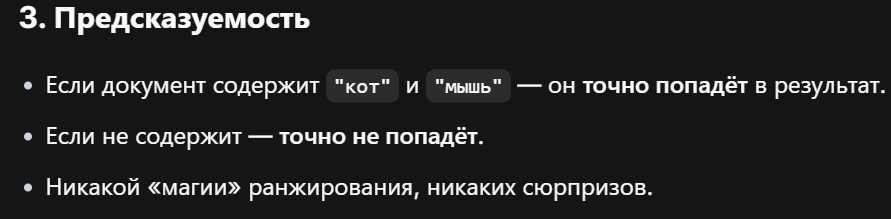 3. Предсказуемость
• Если документ содержит "кот" и "мышь" — он точно попадёт в результат.
• Если не содержит — точно не попадёт.
• Никакой «магии» ранжирования, никаких сюрпризов.